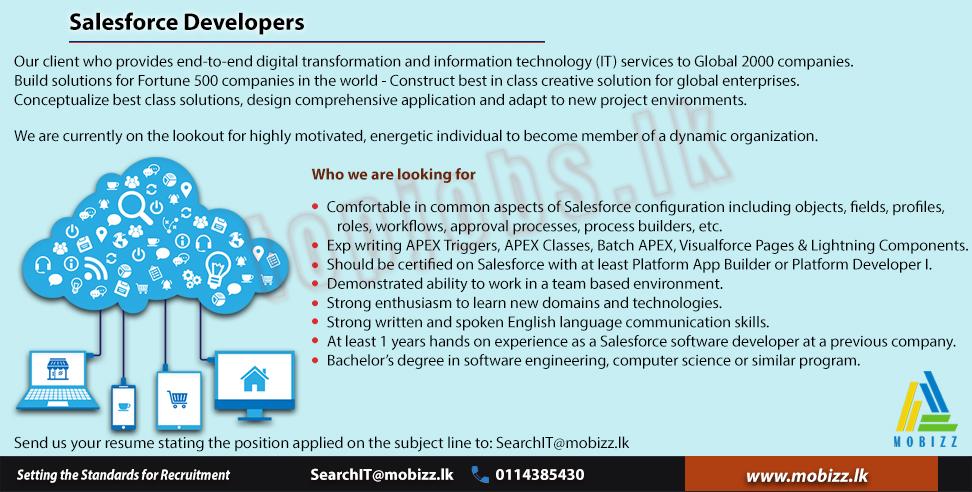 Salesforce Developers
Our client who provides end-to-end digital transformation and information technology (IT) services to Global 2000 companies.
Build solutions for Fortune 500 companies in the world - Construct best in class creative solution for global enterprises.
Conceptualize best class solutions, design comprehensive application and adapt to new project environments.
We are currently on the lookout for highly motivated, energetic individual to become member of a dynamic organization.
Who we are looking for
• Comfortable in common aspects of Salesforce configuration including objects, fields, profiles,
roles, workflows, approval processes, process builders, etc.
• Exp writing APEX Triggers, APEX Classes, Batch APEX, Visualforce Pages & Lightning Components.
• Should be certified on Salesforce with at least Platform App Builder or Platform Developer I.
• Demonstrated ability to work in a team based environment.
• Strong enthusiasm to learn new domains and technologies.
• Strong written and spoken English language communication skills.
• At least 1 years hands on experience as a Salesforce software developer at a previous company.
• Bachelor's degree in software engineering, computer science or similar program.
MOBIZZ
Send us your resume stating the position applied on the subject line to: SearchIT@mobizz.lk
Setting the Standards for Recruitment SearchIT@mobizz.lk 0114385430 www.mobizz.lk